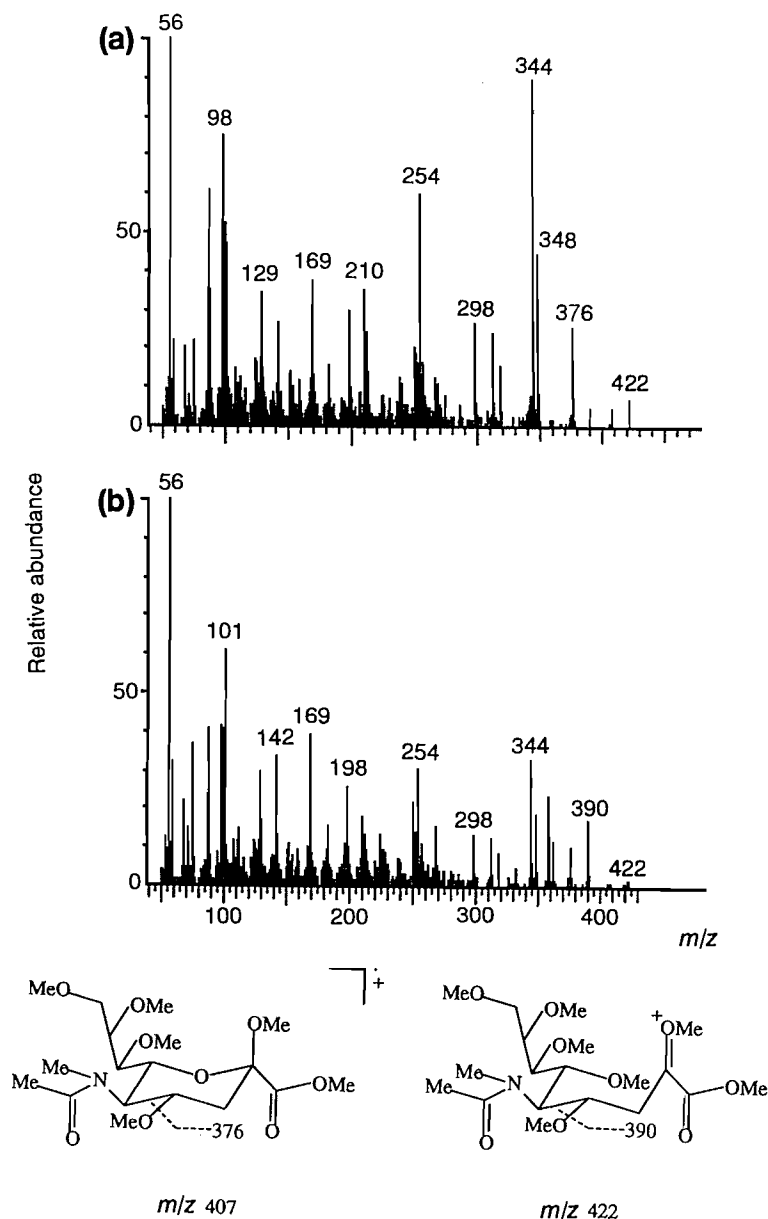 (a)
56
98
129
169
210
254
298
344
348
376
422
50
0
Relative abundance
(b)
56
101
142
169
198
254
298
344
390
422
50
0
100
200
300
400
m/z
MeO
OMe
OMe
OMe
Me
N
Me
O
O
MeO
OMe
O
376
+
m/z 407
MeO
OMe
OMe
+
OMe
Me
N
Me
O
OMe
MeO
OMe
O
390
m/z 422